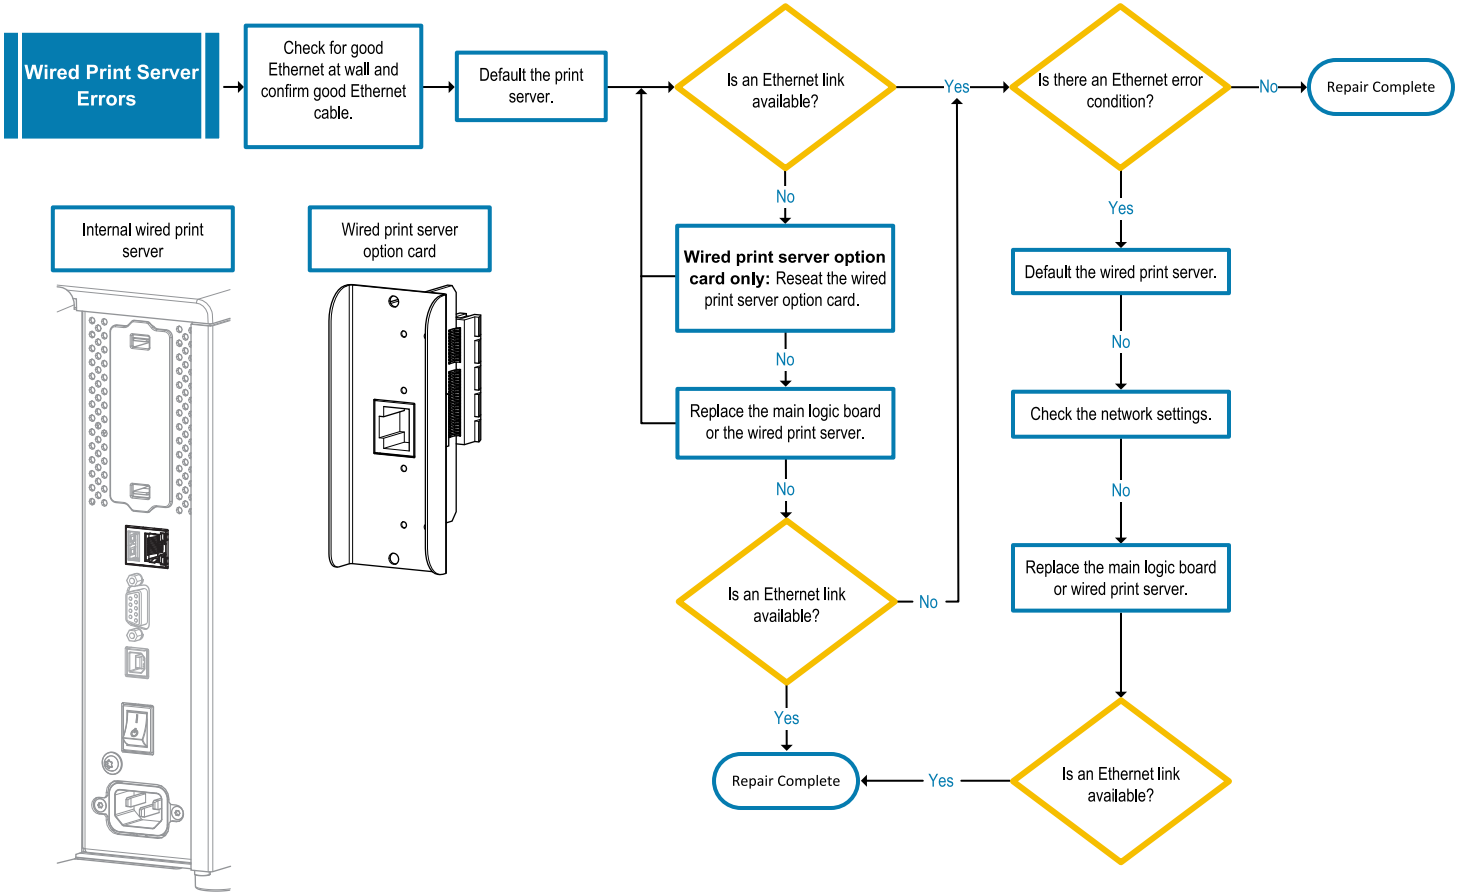 Wired Print Server
Errors
Check for good
Ethernet at wall and
confirm good Ethernet
cable.
Default the print
server.
Is an Ethernet link
available?
Yes
Is there an Ethernet error
condition?
No
Repair Complete
No
Yes
Internal wired print
server
Wired print server
option card
Wired print server option
card only: Reseat the wired
print server option card.
Default the wired print server.
No
No
Replace the main logic board
or the wired print server.
Check the network settings.
No
No
Is an Ethernet link
available?
No
Replace the main logic board
or wired print server.
Yes
Repair Complete
Yes
Is an Ethernet link
available?